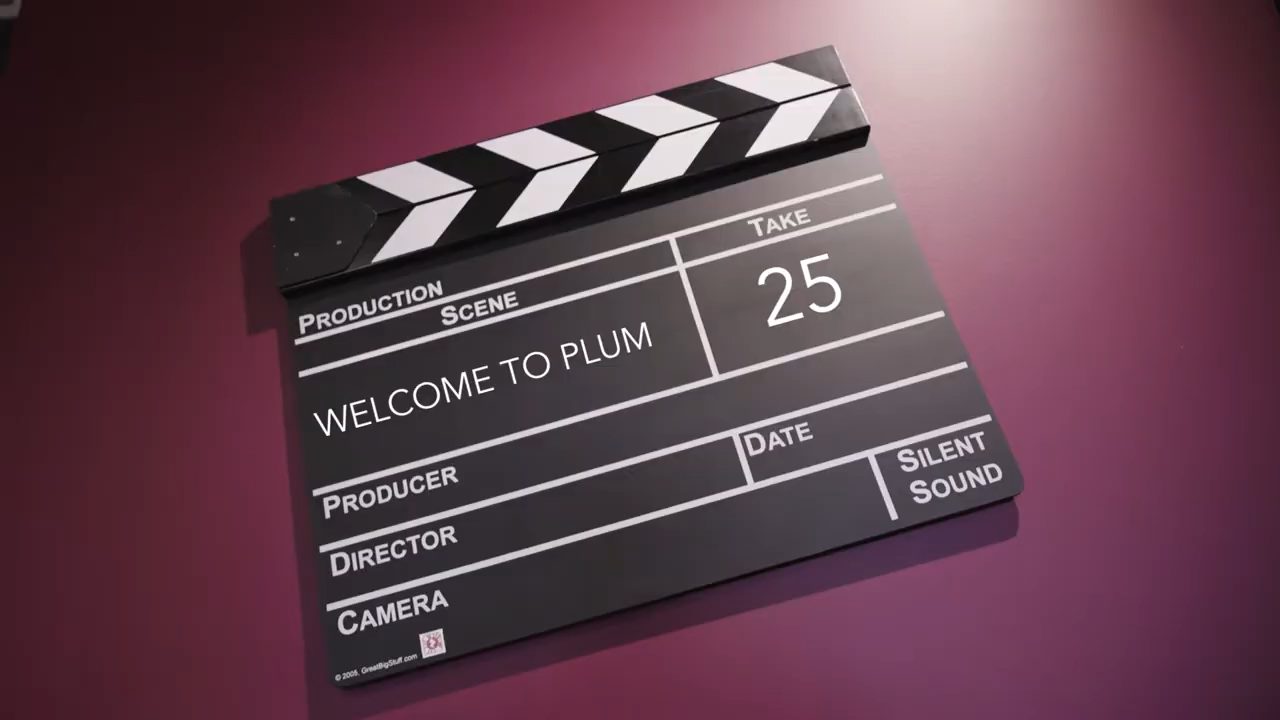 PRODUCTION
SCENE
TAKE
WELCOME TO PLUM
25
PRODUCER
DIRECTOR
DATE
CAMERA
SILENT
SOUND
© 2005, GreatBigStuff.com